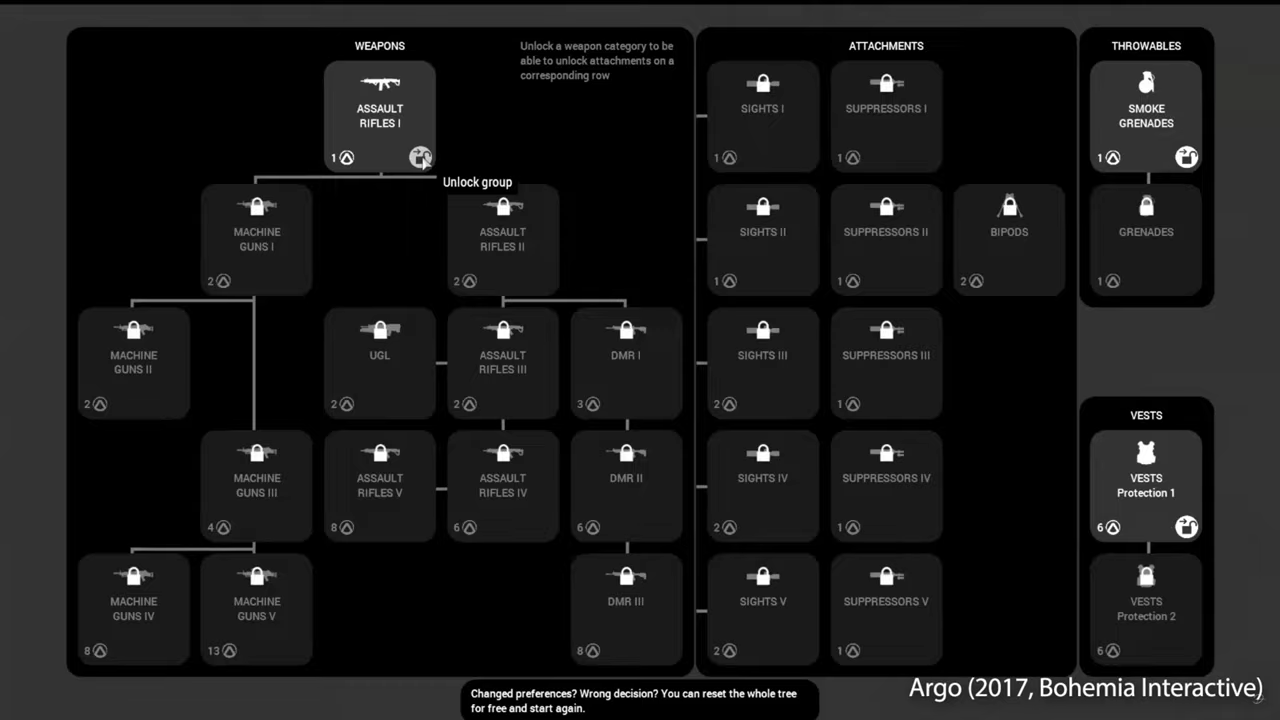 WEAPONS
Unlock a weapon category to be
able to unlock attachments on a
corresponding row
ATTACHMENTS
THROWABLES
ASSAULT
RIFLES I
1
Unlock group
SIGHTS I
1
SUPPRESSORS I
1
SMOKE
GRENADES
1
MACHINE
GUNS I
2
ASSAULT
RIFLES II
2
SIGHTS II
1
SUPPRESSORS II
1
BIPODS
2
GRENADES
1
MACHINE
GUNS II
2
UGL
2
ASSAULT
RIFLES III
2
DMR I
3
SIGHTS III
2
SUPPRESSORS III
1
VESTS
MACHINE
GUNS III
4
ASSAULT
RIFLES V
8
ASSAULT
RIFLES IV
6
DMR II
6
SIGHTS IV
2
SUPPRESSORS IV
1
VESTS
Protection 1
6
MACHINE
GUNS IV
8
MACHINE
GUNS V
13
DMR III
8
SIGHTS V
2
SUPPRESSORS V
1
VESTS
Protection 2
6
Changed preferences? Wrong decision? You can reset the whole tree
for free and start again.
Argo (2017, Bohemia Interactive)